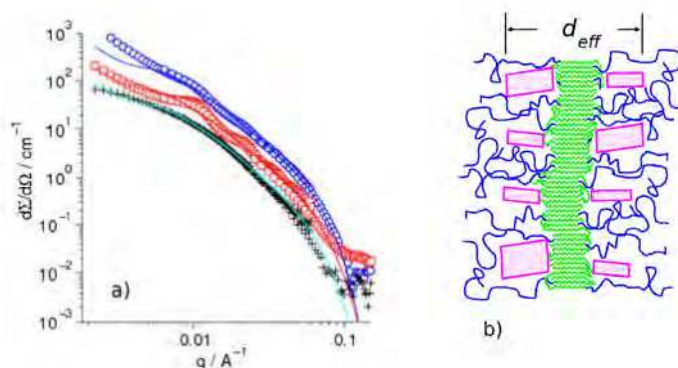 10³
10²
10¹
10⁰
10⁻¹
10⁻²
10⁻³
dΣ/dΩ / cm⁻¹
a)
0.01
0.1
q / A⁻¹
d_eff
b)